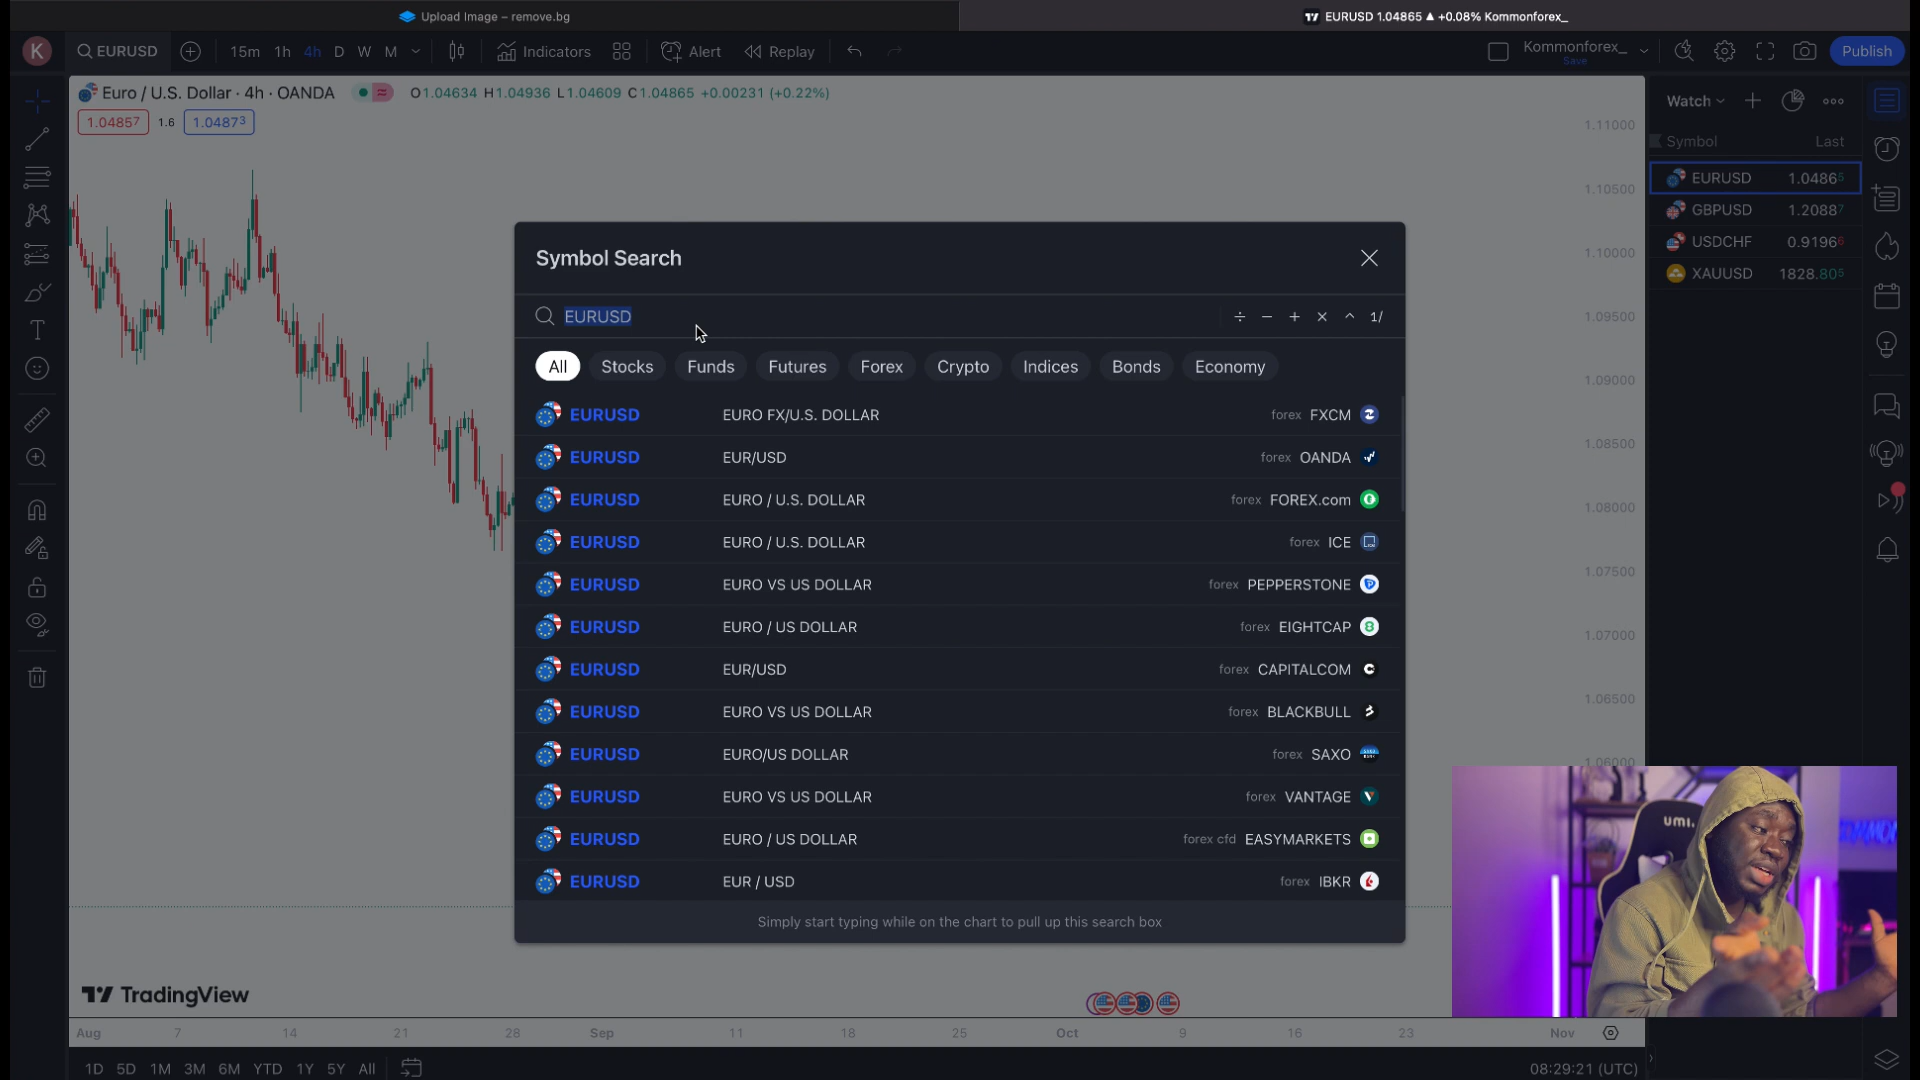 Upload Image – remove.bg
EURUSD 1.04865 ▲ +0.08% Kommonforex_
K
EURUSD
15m 1h 4h D W M
Indicators
Alert
Replay
Kommonforex_
Save
Publish
Euro / U.S. Dollar · 4h · OANDA
O1.04634 H1.04936 L1.04609 C1.04865 +0.00231 (+0.22%)
1.04857 1.6 1.04873
Watch
Symbol Last
EURUSD 1.04865
GBPUSD 1.20887
USDCHF 0.91966
XAUUSD 1828.805
1.11000
1.10500
1.10000
1.09500
1.09000
1.08500
1.08000
1.07500
1.07000
1.06500
1.06000
Symbol Search
EURUSD
÷ − + × ^ 1/
All Stocks Funds Futures Forex Crypto Indices Bonds Economy
EURUSD EURO FX/U.S. DOLLAR forex FXCM
EURUSD EUR/USD forex OANDA
EURUSD EURO / U.S. DOLLAR forex FOREX.com
EURUSD EURO / U.S. DOLLAR forex ICE
EURUSD EURO VS US DOLLAR forex PEPPERSTONE
EURUSD EURO / US DOLLAR forex EIGHTCAP
EURUSD EUR/USD forex CAPITALCOM
EURUSD EURO VS US DOLLAR forex BLACKBULL
EURUSD EURO/US DOLLAR forex SAXO
EURUSD EURO VS US DOLLAR forex VANTAGE
EURUSD EURO / US DOLLAR forex cfd EASYMARKETS
EURUSD EUR / USD forex IBKR
Simply start typing while on the chart to pull up this search box
umi.
TradingView
Aug 7 14 21 28 Sep 11 18 25 Oct 9 16 23 Nov
1D 5D 1M 3M 6M YTD 1Y 5Y All
08:29:21 (UTC)